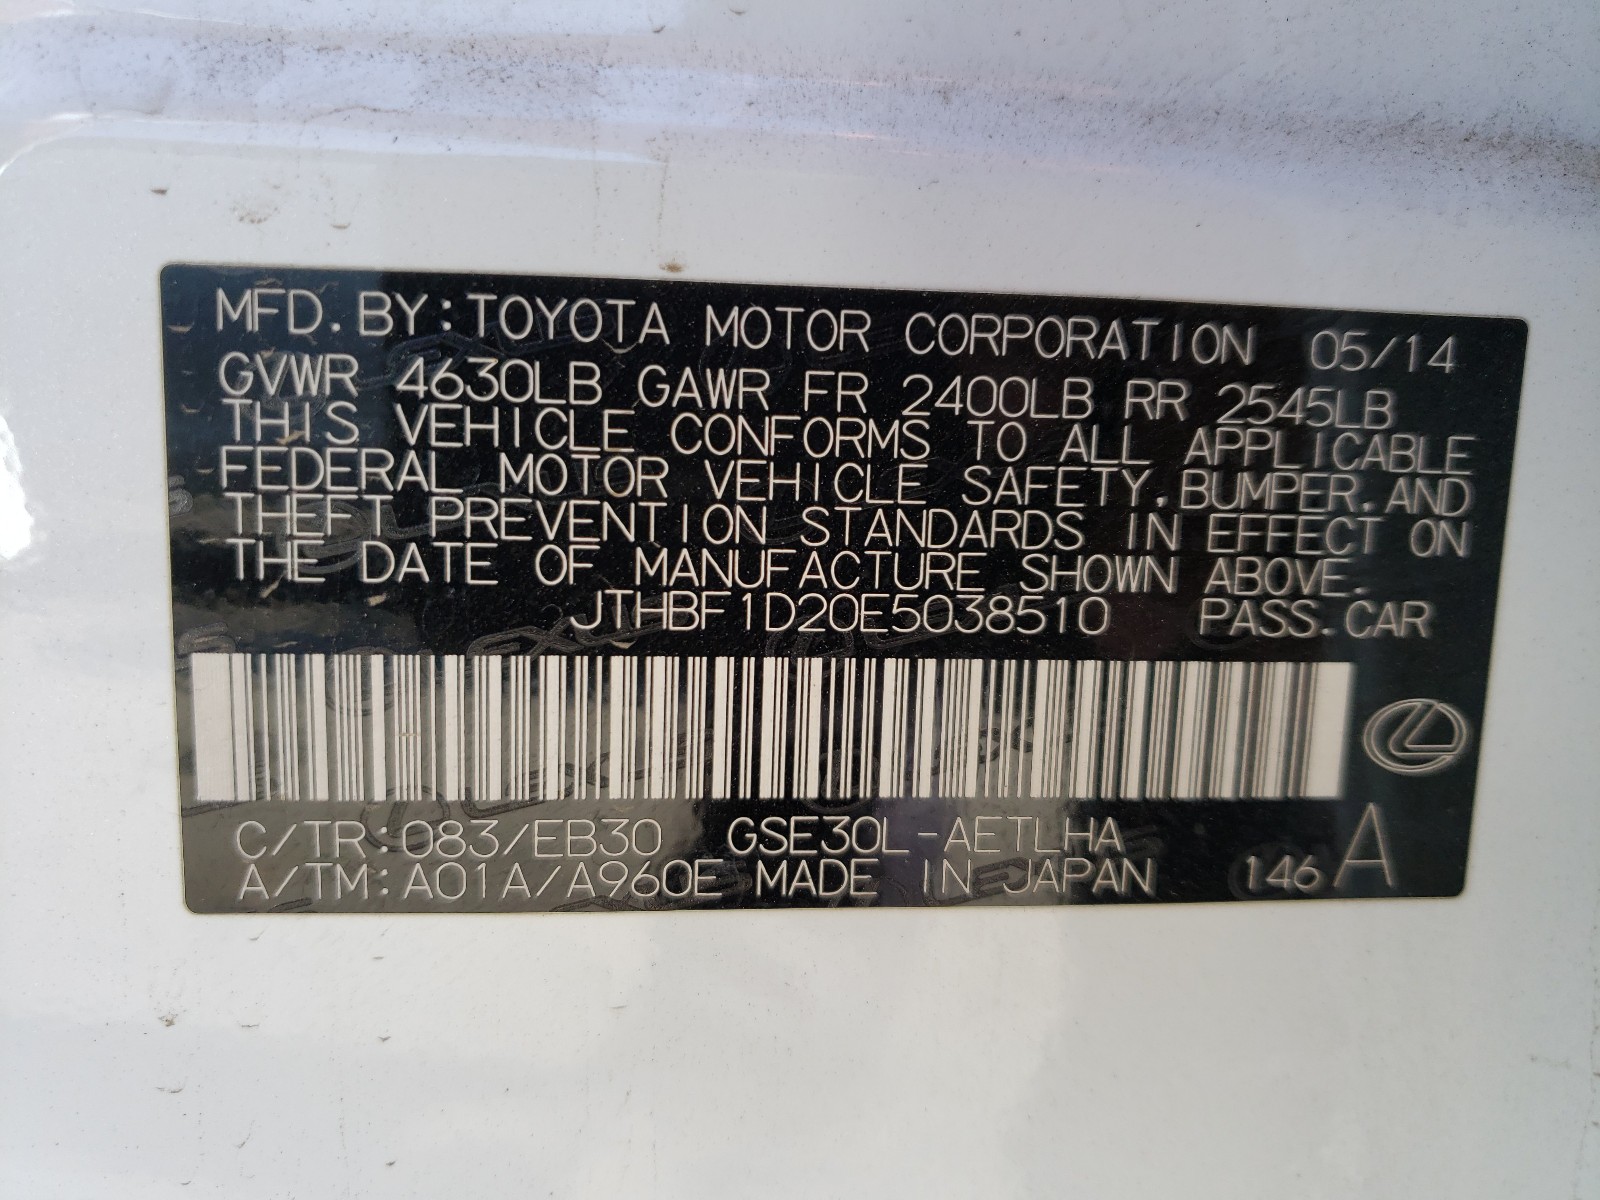 MFD. BY: TOYOTA MOTOR CORPORATION 05/14
GVWR 4630LB GAWR FR 2400LB RR 2545LB
THIS VEHICLE CONFORMS TO ALL APPLICABLE
FEDERAL MOTOR VEHICLE SAFETY, BUMPER, AND
THEFT PREVENTION STANDARDS IN EFFECT ON
THE DATE OF MANUFACTURE SHOWN ABOVE.
JTHBF1D20E5038510 PASS. CAR
C/TR: 083/EB30 GSE30L-AETLHA
A/TM: A01A/A960E MADE IN JAPAN 146 A